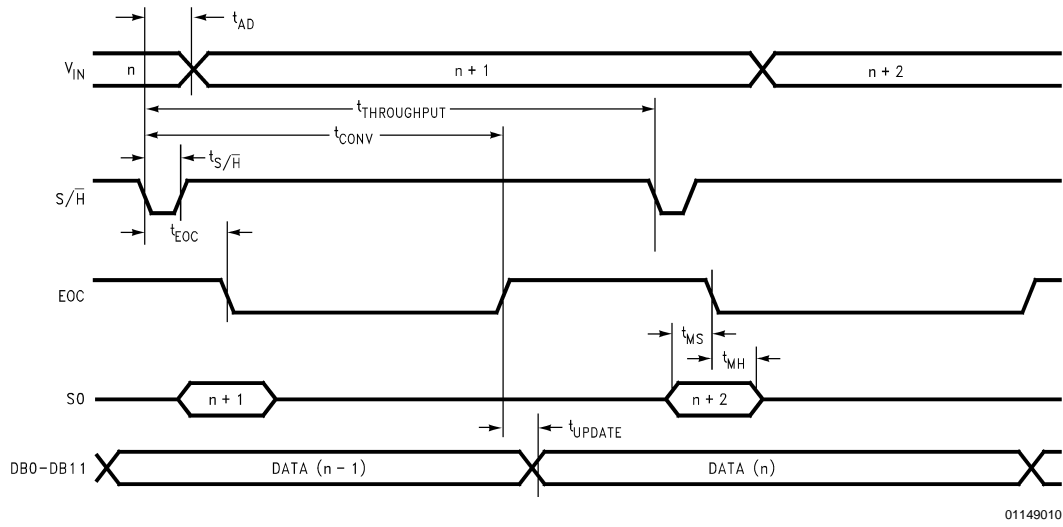 t_AD
V_IN
n
n + 1
n + 2
t_THROUGHPUT
t_CONV
t_S/H̅
S/H̅
t_EOC
EOC
t_MS
t_MH
S0
n + 1
n + 2
t_UPDATE
DB0-DB11
DATA (n - 1)
DATA (n)
01149010